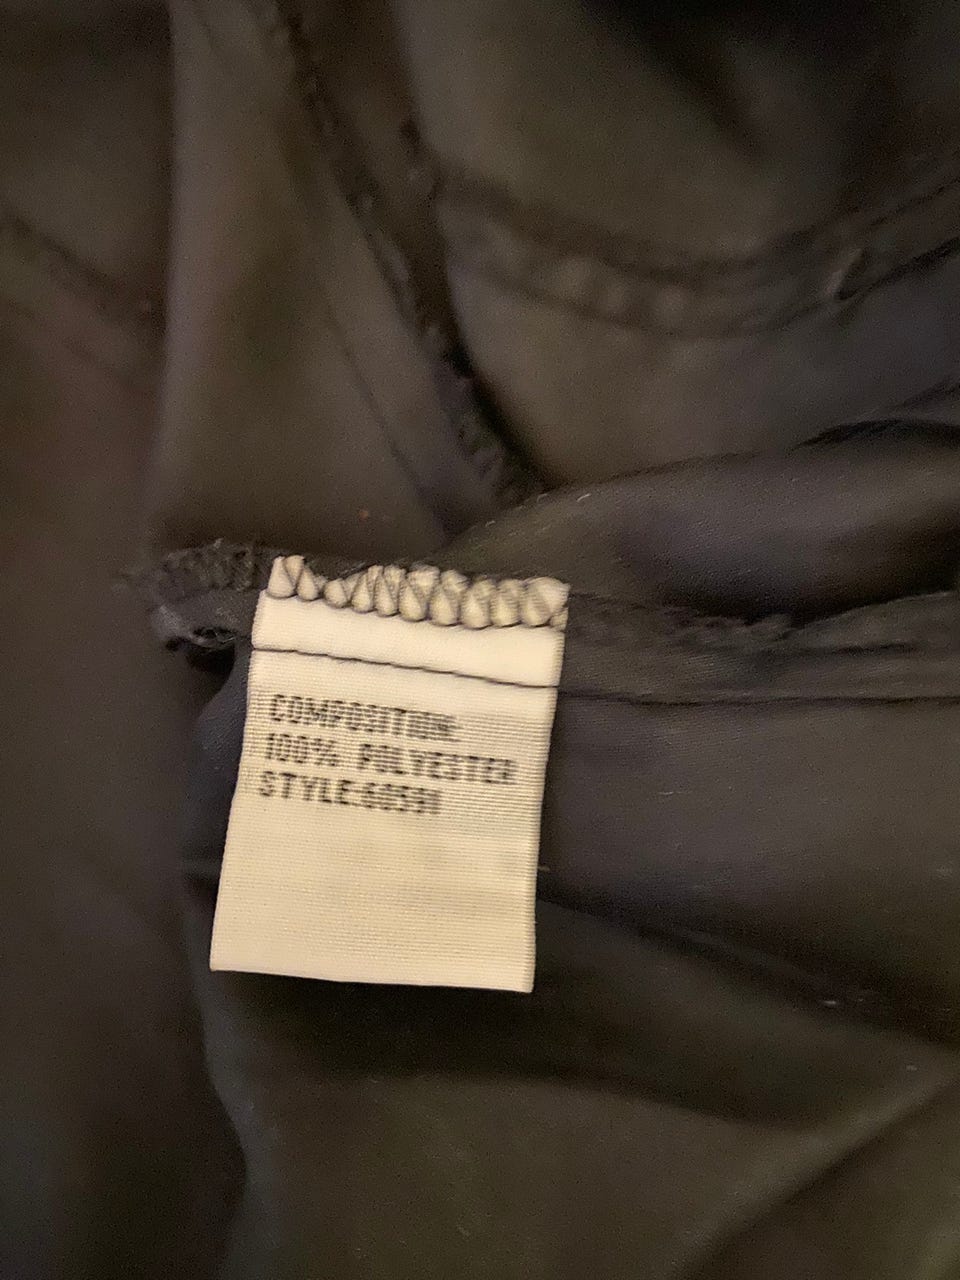 COMPOSITION:
100% POLYESTER
STYLE: